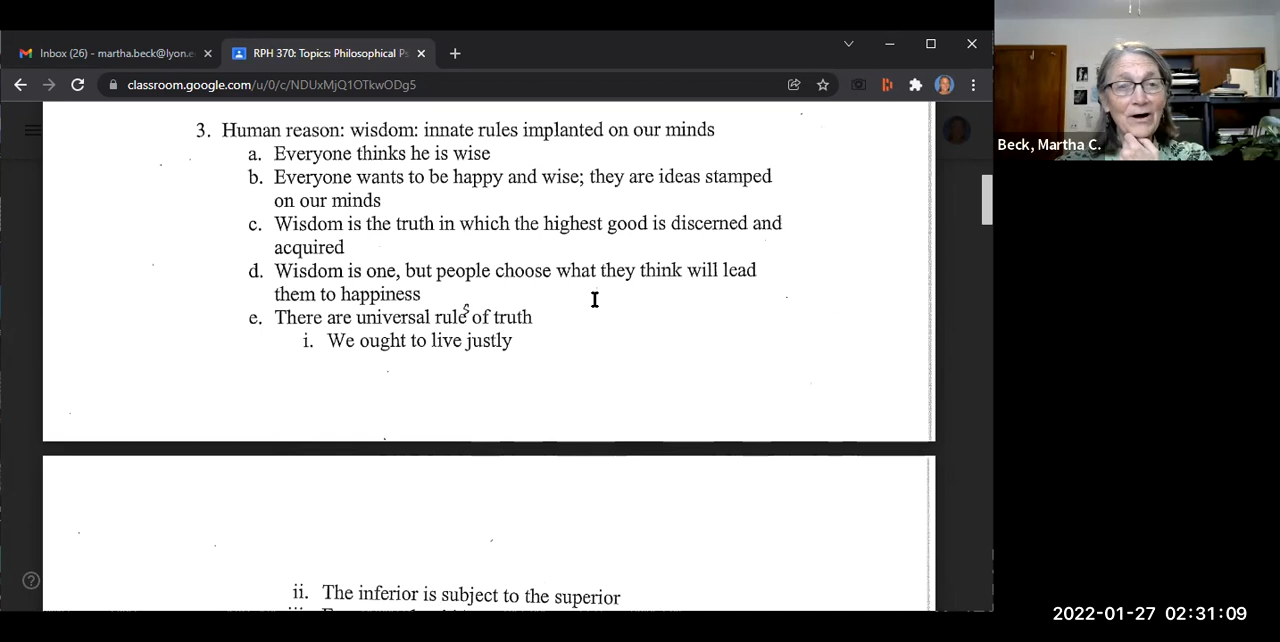 Inbox (26) - martha.beck@lyon.e
RPH 370: Topics: Philosophical Ps
classroom.google.com/u/0/c/NDUxMjQ1OTkwODg5
3. Human reason: wisdom: innate rules implanted on our minds
a. Everyone thinks he is wise
b. Everyone wants to be happy and wise; they are ideas stamped
on our minds
c. Wisdom is the truth in which the highest good is discerned and
acquired
d. Wisdom is one, but people choose what they think will lead
them to happiness
e. There are universal rules of truth
i. We ought to live justly
ii. The inferior is subject to the superior
Beck, Martha C.
2022-01-27 02:31:09